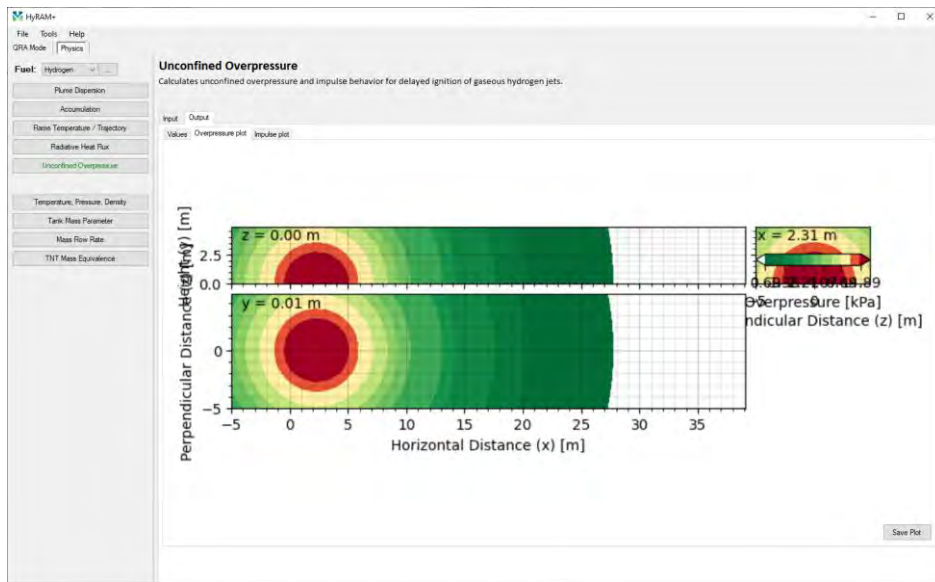 HyRAM+
File Tools Help
QRA Mode Physics
Fuel: Hydrogen ...
Plume Dispersion
Accumulation
Flame Temperature / Trajectory
Radiative Heat Flux
Unconfined Overpressure
Temperature, Pressure, Density
Tank Mass Parameter
Mass Flow Rate
TNT Mass Equivalence
Unconfined Overpressure
Calculates unconfined overpressure and impulse behavior for delayed ignition of gaseous hydrogen jets.
Input Output
Values Overpressure plot Impulse plot
z = 0.00 m
2.5
0.0
y = 0.01 m
0
−5
Perpendicular Distance
−5 0 5 10 15 20 25 30 35
Horizontal Distance (x) [m]
x = 2.31 m
0
Overpressure [kPa]
ndicular Distance (z) [m]
Save Plot